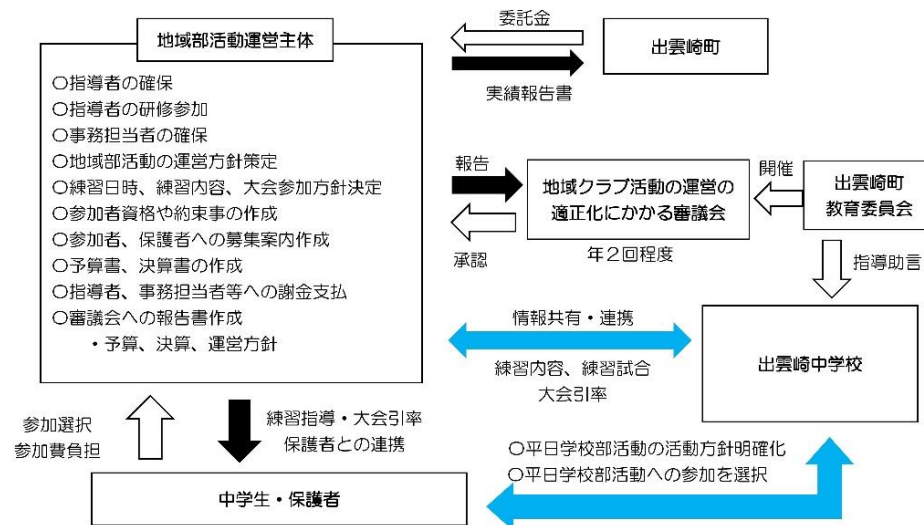 地域部活動運営主体
〇指導者の確保
〇指導者の研修参加
〇事務担当者の確保
〇地域部活動の運営方針策定
〇練習日時、練習内容、大会参加方針決定
〇参加者資格や約束事の作成
〇参加者、保護者への募集案内作成
〇予算書、決算書の作成
〇指導者、事務担当者等への謝金支払
〇審議会への報告書作成
・予算、決算、運営方針
委託金
実績報告書
出雲崎町
報告
承認
地域クラブ活動の運営の
適正化にかかる審議会
年２回程度
開催
出雲崎町
教育委員会
指導助言
情報共有・連携
練習内容、練習試合
大会引率
出雲崎中学校
参加選択
参加費負担
練習指導・大会引率
保護者との連携
〇平日学校部活動の活動方針明確化
〇平日学校部活動への参加を選択
中学生・保護者